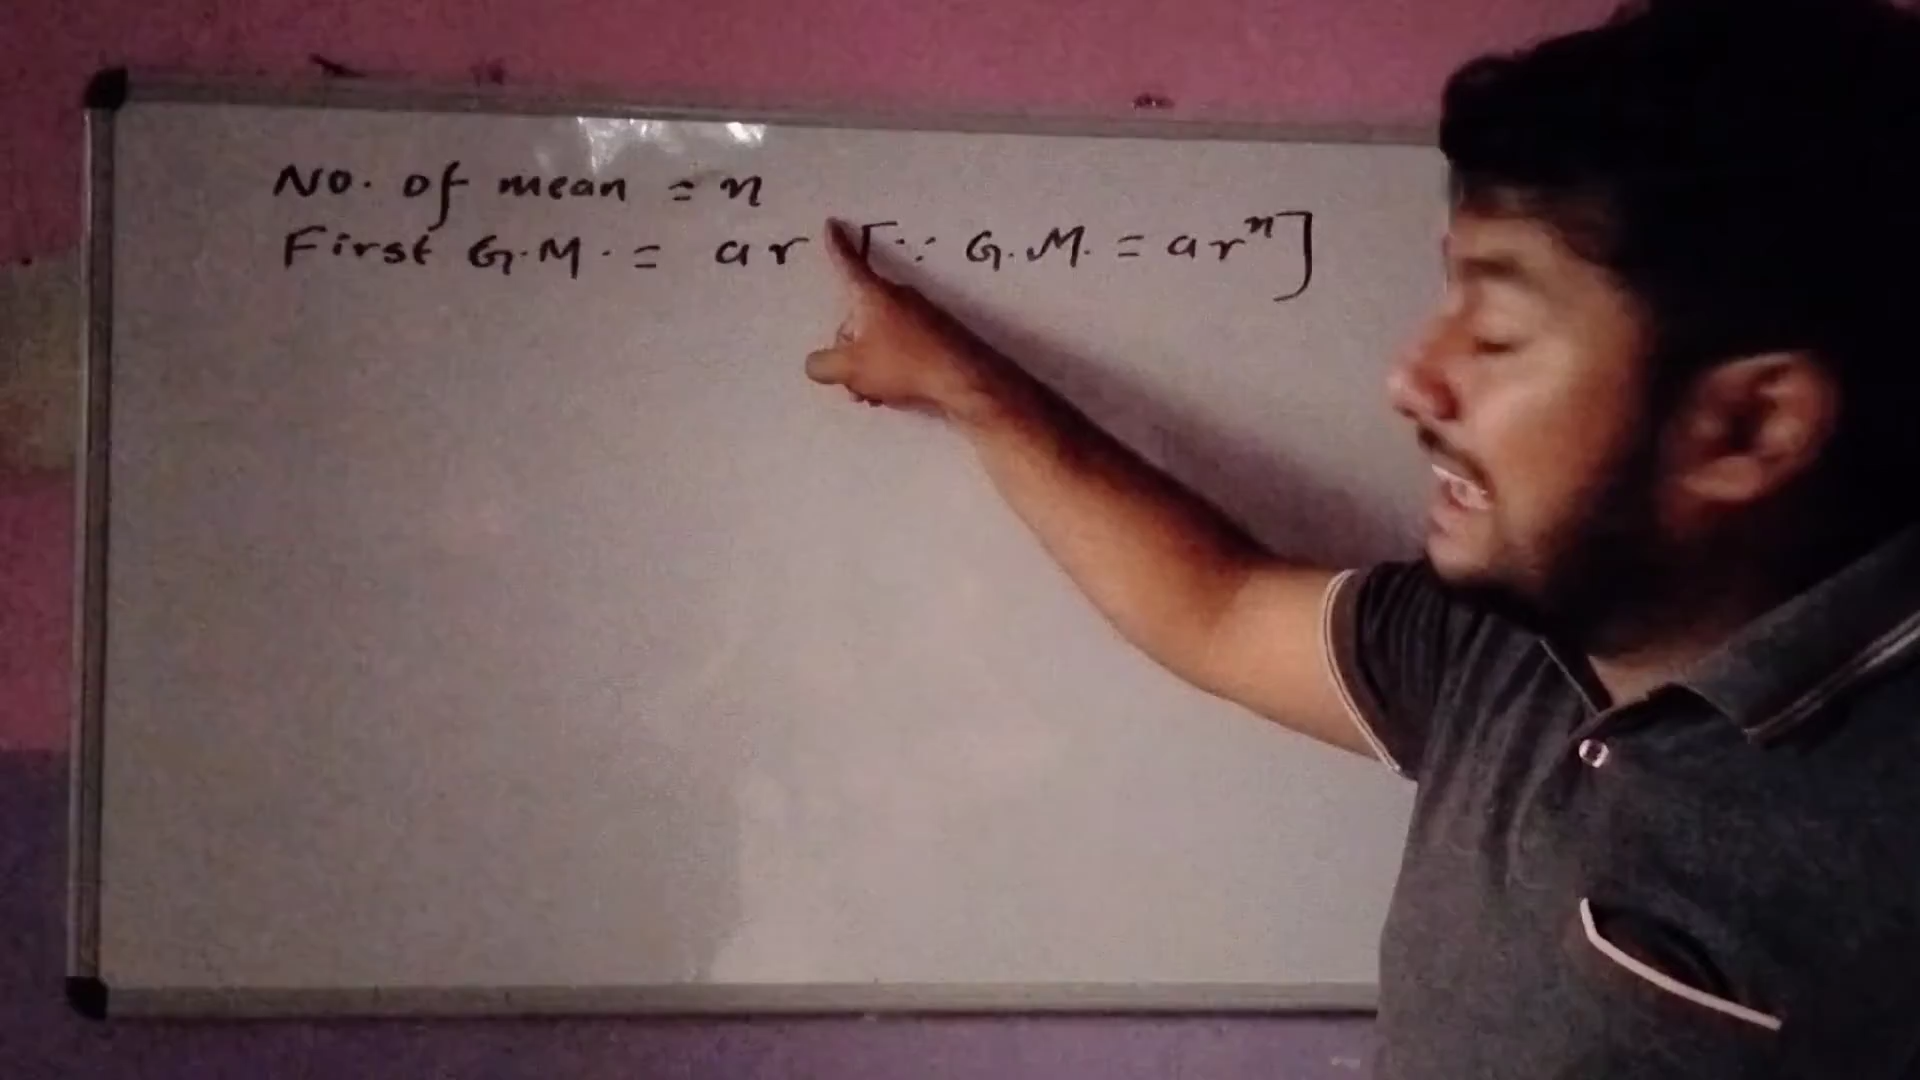 No. of mean = n
First G.M. = ar [∵ G.M. = arⁿ]